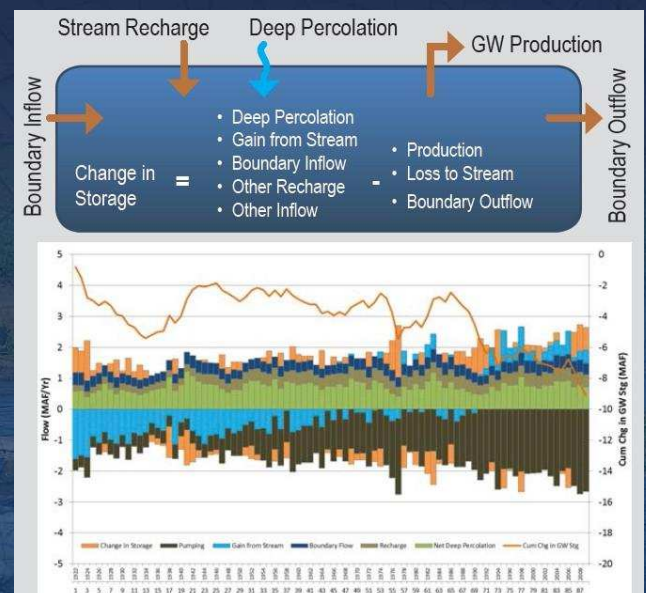 Stream Recharge
Deep Percolation
GW Production
Boundary Inflow
Boundary Outflow
Change in
Storage
=
• Deep Percolation
• Gain from Stream
• Boundary Inflow
• Other Recharge
• Other Inflow
-
• Production
• Loss to Stream
• Boundary Outflow
Flow (MAF/Yr)
5
4
3
2
1
0
-1
-2
-3
-4
-5
Cum Chg in GW Stg (MAF)
0
-2
-4
-6
-8
-10
-12
-14
-16
-18
-20
Change in Storage Pumping Gain from Stream Boundary Flow Recharge Net Deep Percolation Cum Chg in GW Stg
1 3 5 7 9 11 13 15 17 19 21 23 25 27 29 31 33 35 37 39 41 43 45 47 49 51 53 55 57 59 61 63 65 67 69 71 73 75 77 79 81 83 85 87